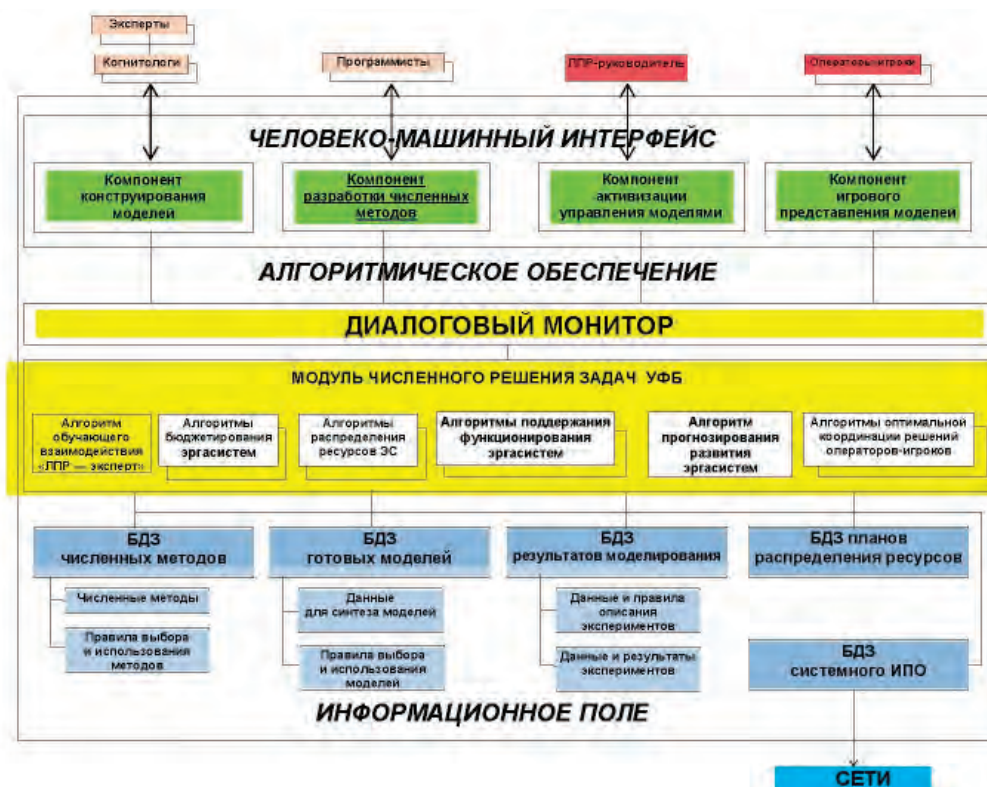 Эксперты
Когнитологи
Программисты
ЛПР-руководитель
Операторы-игроки
ЧЕЛОВЕКО-МАШИННЫЙ ИНТЕРФЕЙС
Компонент
конструирования
моделей
Компонент
разработки численных
методов
Компонент
активизации
управления моделями
Компонент
игрового
представления моделей
АЛГОРИТМИЧЕСКОЕ ОБЕСПЕЧЕНИЕ
ДИАЛОГОВЫЙ МОНИТОР
МОДУЛЬ ЧИСЛЕННОГО РЕШЕНИЯ ЗАДАЧ УФБ
Алгоритм
обучающего
взаимодействия
«ЛПР — эксперт»
Алгоритмы
бюджетирования
эргасистем
Алгоритмы
распределения
ресурсов ЭС
Алгоритмы поддержания
функционирования
эргасистем
Алгоритм
прогнозирования
развития
эргасистем
Алгоритмы оптимальной
координации решений
операторов-игроков
БДЗ
численных методов
БДЗ
готовых моделей
БДЗ
результатов моделирования
БДЗ планов
распределения ресурсов
Численные методы
Правила выбора
и использования
методов
Данные
для синтеза моделей
Правила выбора
и использования
моделей
Данные и правила
описания
экспериментов
Данные и результаты
экспериментов
БДЗ
системного ИПО
ИНФОРМАЦИОННОЕ ПОЛЕ
СЕТИ